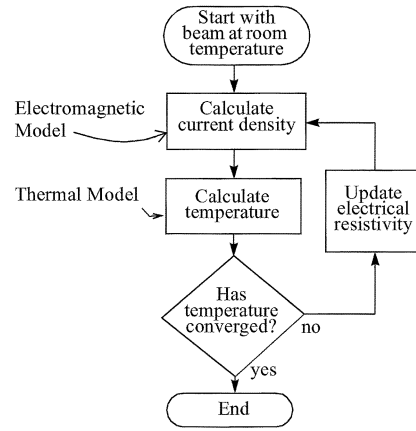 Start with
beam at room
temperature
Electromagnetic
Model
Calculate
current density
Thermal Model
Calculate
temperature
Update
electrical
resistivity
Has
temperature
converged?
no
yes
End